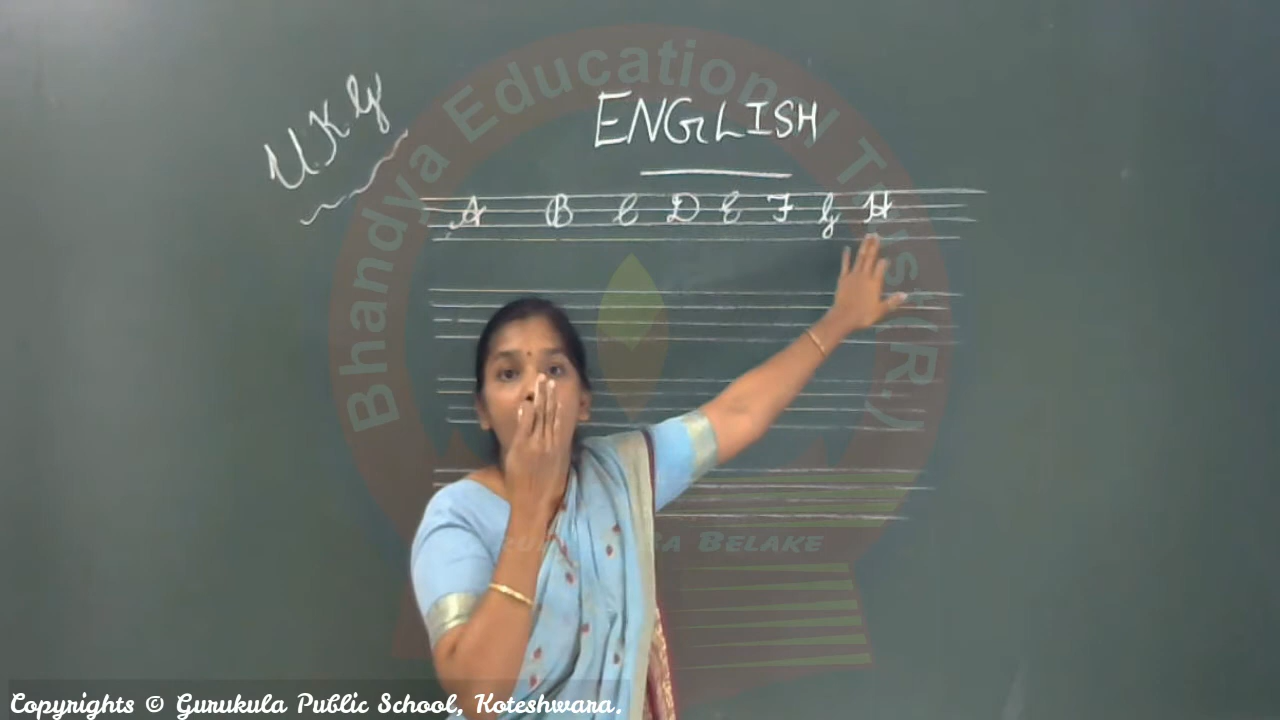 U.K.G
ENGLISH
A B C D E F G H
Bhandya Educational Trust (R.)
Belake
Copyrights © Gurukula Public School, Koteshwara.